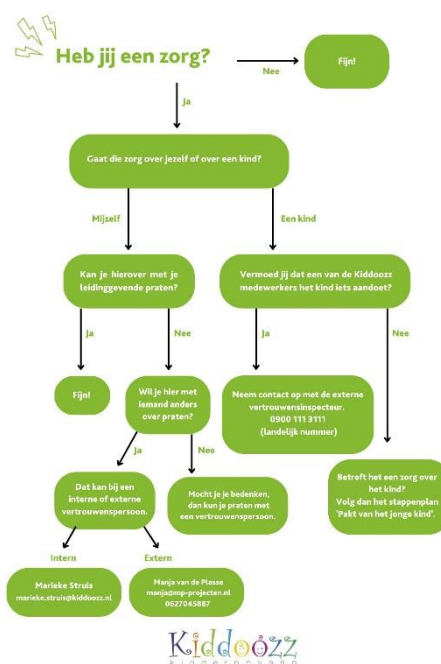 Heb jij een zorg?
Nee
Fijn!
Ja
Gaat die zorg over jezelf of over een kind?
Mijzelf
Een kind
Kan je hierover met je
leidinggevende praten?
Vermoed jij dat een van de Kiddoozz
medewerkers het kind iets aandoet?
Ja
Nee
Ja
Nee
Fijn!
Wil je hier met
iemand anders
over praten?
Neem contact op met de externe
vertrouwensinspecteur.
0900 111 3111
(landelijk nummer)
Ja
Nee
Dat kan bij een
interne of externe
vertrouwenspersoon.
Mocht je je bedenken,
dan kun je praten met
een vertrouwenspersoon.
Betreft het een zorg over
het kind?
Volg dan het stappenplan
'Pakt van het jonge kind'.
Intern
Extern
Marieke Struis
marieke.struis@kiddoozz.nl
Manja van de Plasse
manja@mp-projecten.nl
0627045887
Kiddoozz
kinderopvang